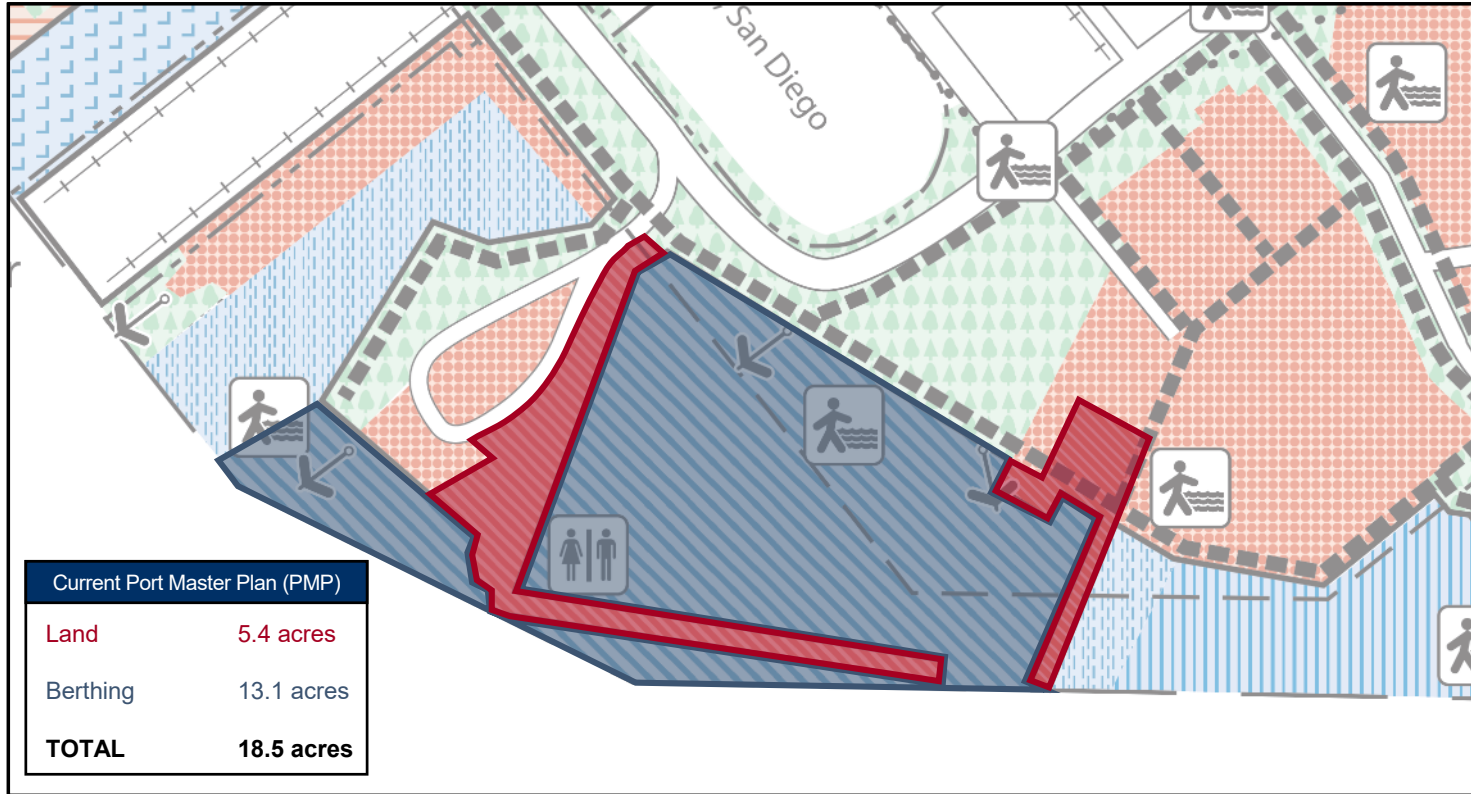 San Diego
Current Port Master Plan (PMP)
Land 5.4 acres
Berthing 13.1 acres
TOTAL 18.5 acres